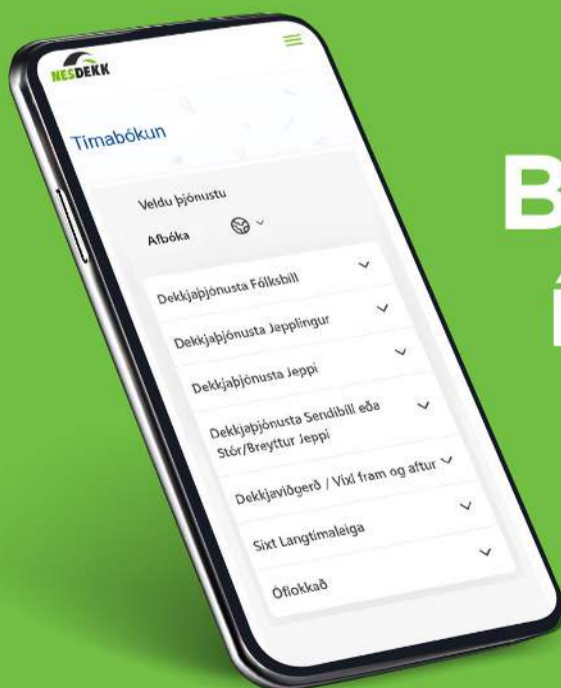 NESDEKK
Tímabókun
Veldu þjónustu
Afbóka
Dekkjaþjónusta Fólksbíll
Dekkjaþjónusta Jepplingur
Dekkjaþjónusta Jeppi
Dekkjaþjónusta Sendibíll eða
Stór/Breyttur Jeppi
Dekkjaviðgerð / Víxl fram og aftur
Sixt Langtímaleiga
Óflokkað
B
Í